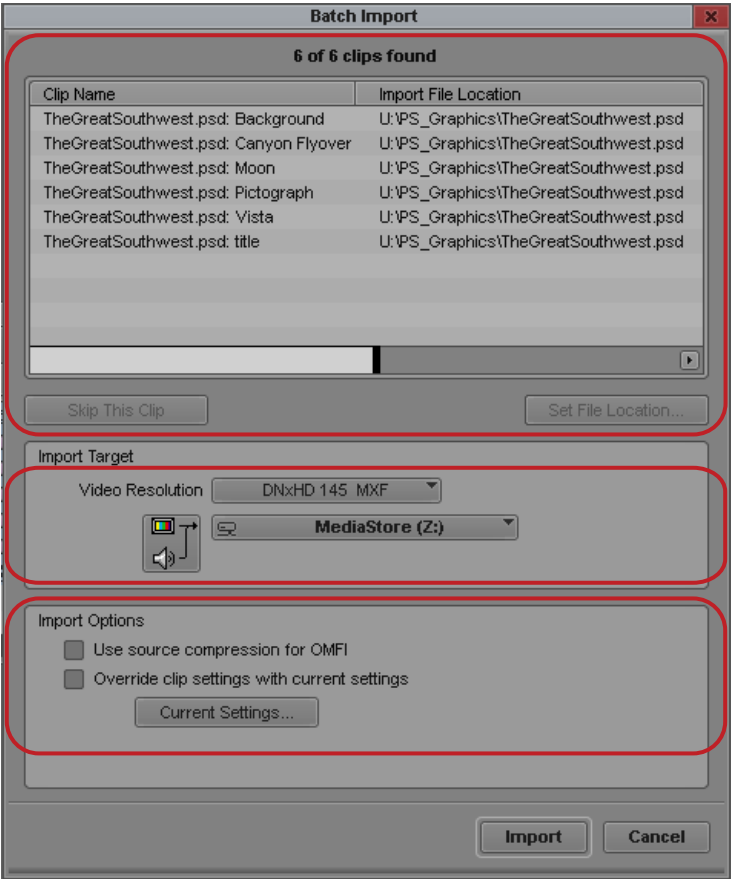 Batch Import
6 of 6 clips found
Clip Name Import File Location
TheGreatSouthwest.psd: Background U:\PS_Graphics\TheGreatSouthwest.psd
TheGreatSouthwest.psd: Canyon Flyover U:\PS_Graphics\TheGreatSouthwest.psd
TheGreatSouthwest.psd: Moon U:\PS_Graphics\TheGreatSouthwest.psd
TheGreatSouthwest.psd: Pictograph U:\PS_Graphics\TheGreatSouthwest.psd
TheGreatSouthwest.psd: Vista U:\PS_Graphics\TheGreatSouthwest.psd
TheGreatSouthwest.psd: title U:\PS_Graphics\TheGreatSouthwest.psd
Skip This Clip Set File Location...
Import Target
Video Resolution DNxHD 145 MXF
MediaStore (Z:)
Import Options
Use source compression for OMFI
Override clip settings with current settings
Current Settings...
Import Cancel